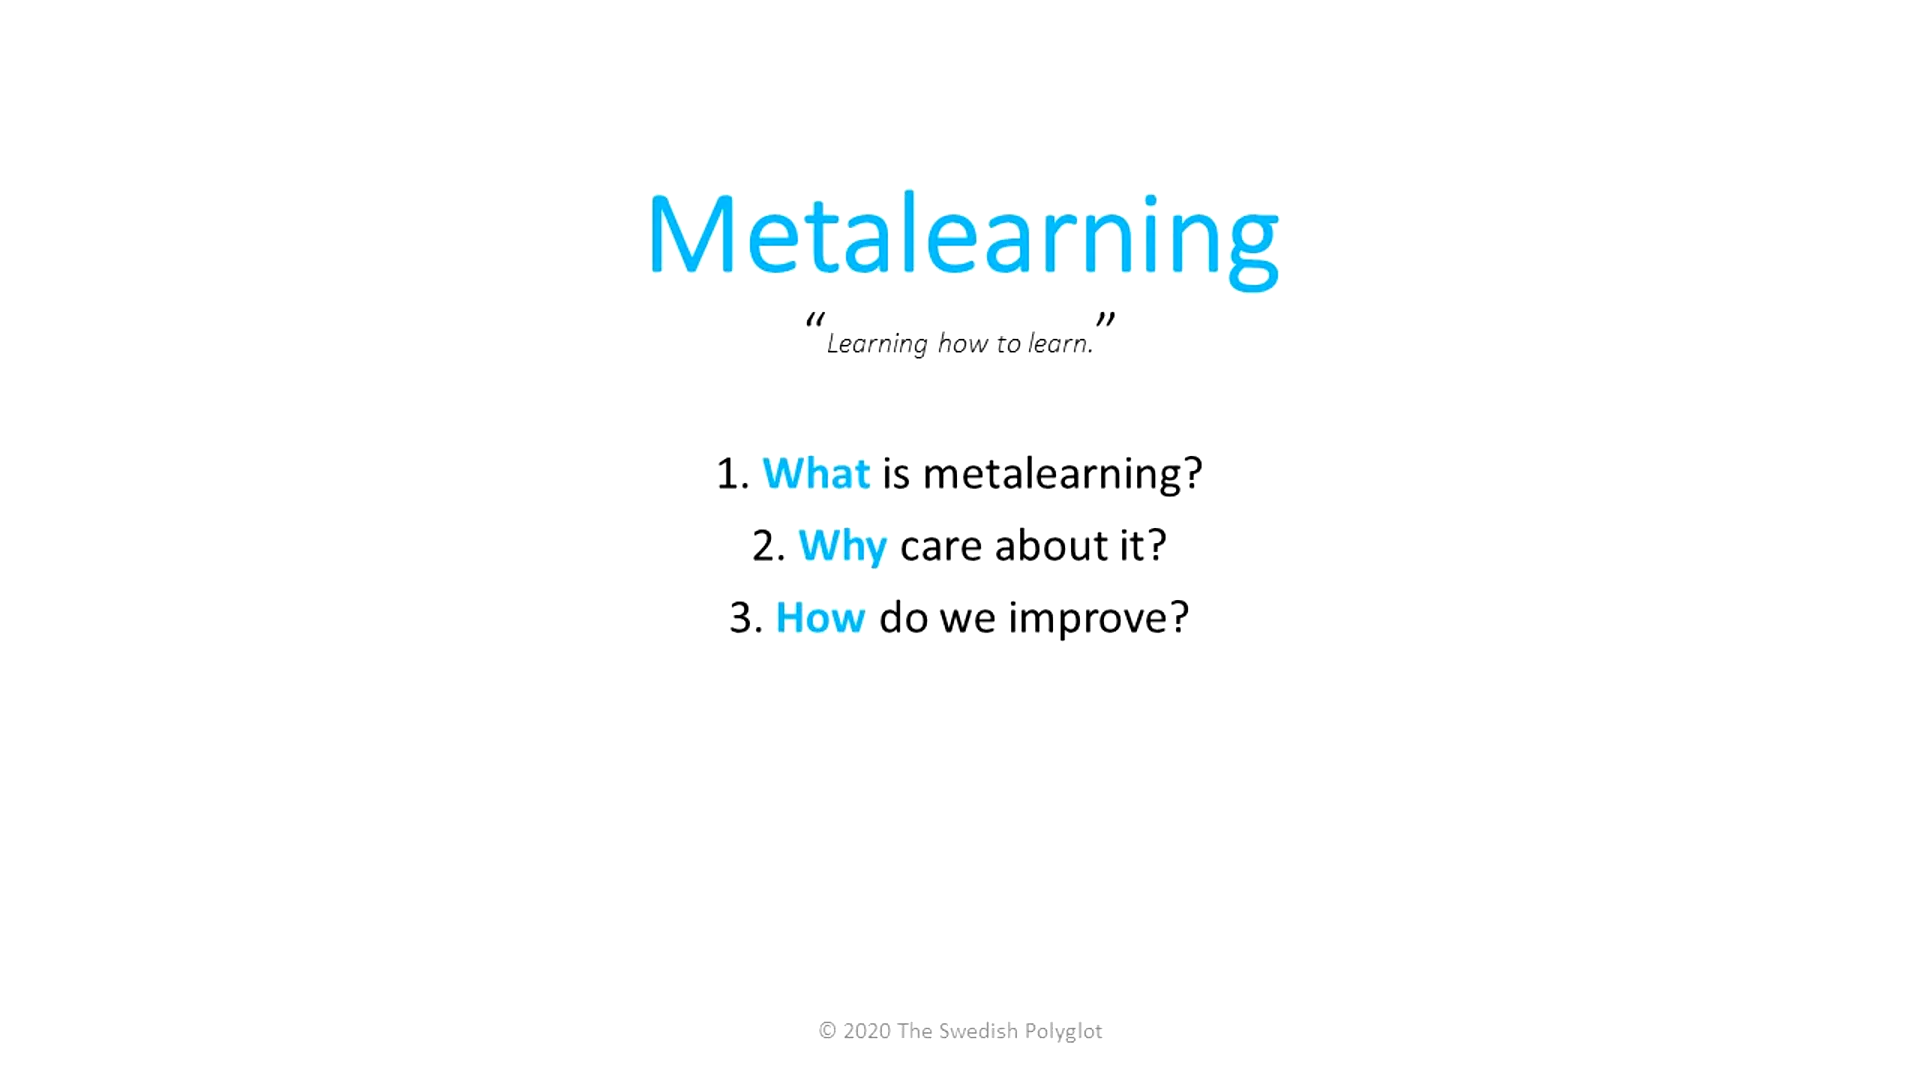 Metalearning
“Learning how to learn.”
1. What is metalearning?
2. Why care about it?
3. How do we improve?
© 2020 The Swedish Polyglot